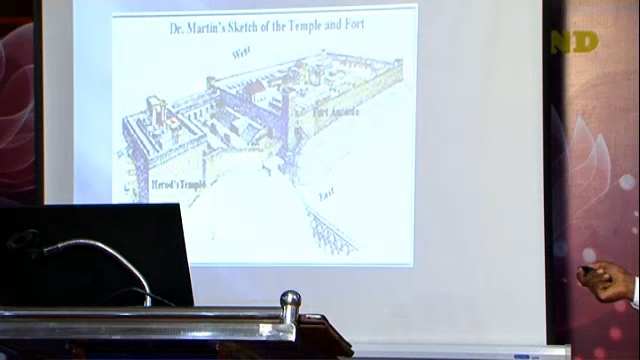 Dr. Martin's Sketch of the Temple and Fort
West
ND
Fort Antonia
Herod's Temple
East